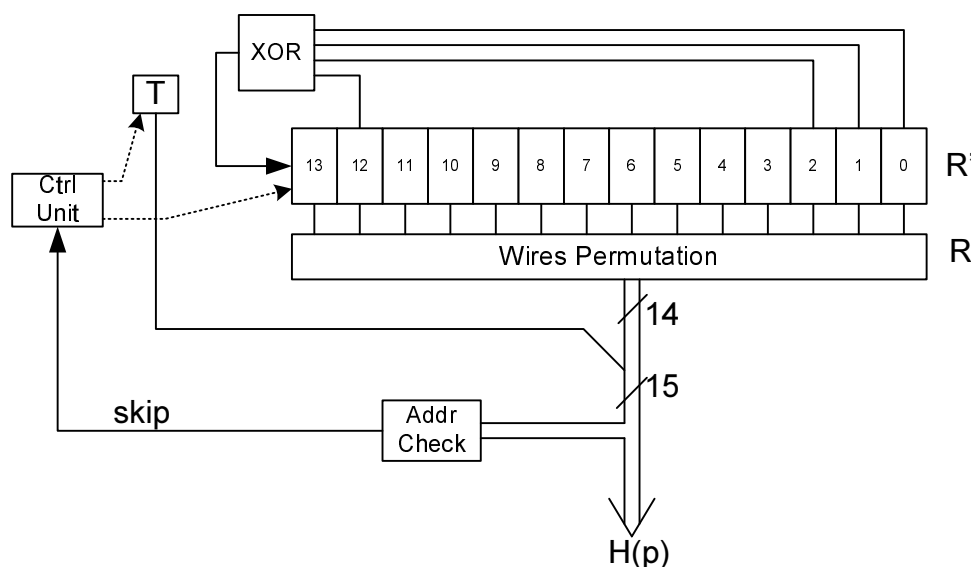 XOR
T
13 12 11 10 9 8 7 6 5 4 3 2 1 0
R'
Ctrl
Unit
Wires Permutation
R
14
15
skip
Addr
Check
H(p)